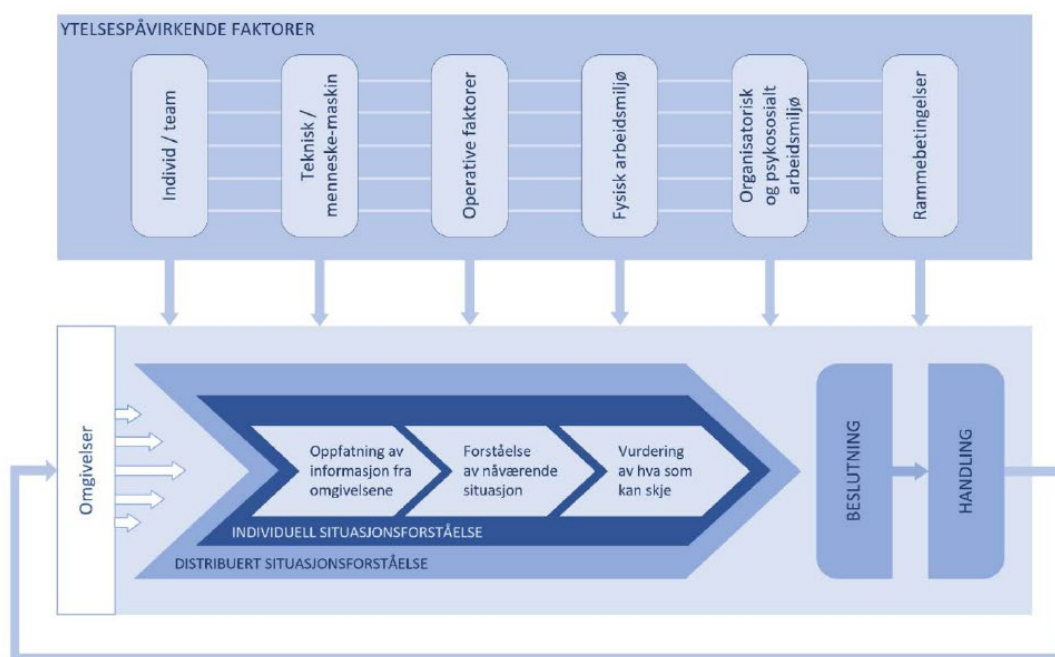 YTELSESPÅVIRKENDE FAKTORER
Individ / team
Teknisk /
menneske-maskin
Operative faktorer
Fysisk arbeidsmiljø
Organisatorisk
og psykososialt
arbeidsmiljø
Rammebetingelser
Omgivelser
Oppfatning av
informasjon fra
omgivelsene
Forståelse
av nåværende
situasjon
Vurdering
av hva som
kan skje
INDIVIDUELL SITUASJONSFORSTÅELSE
DISTRIBUERT SITUASJONSFORSTÅELSE
BESLUTNING
HANDLING